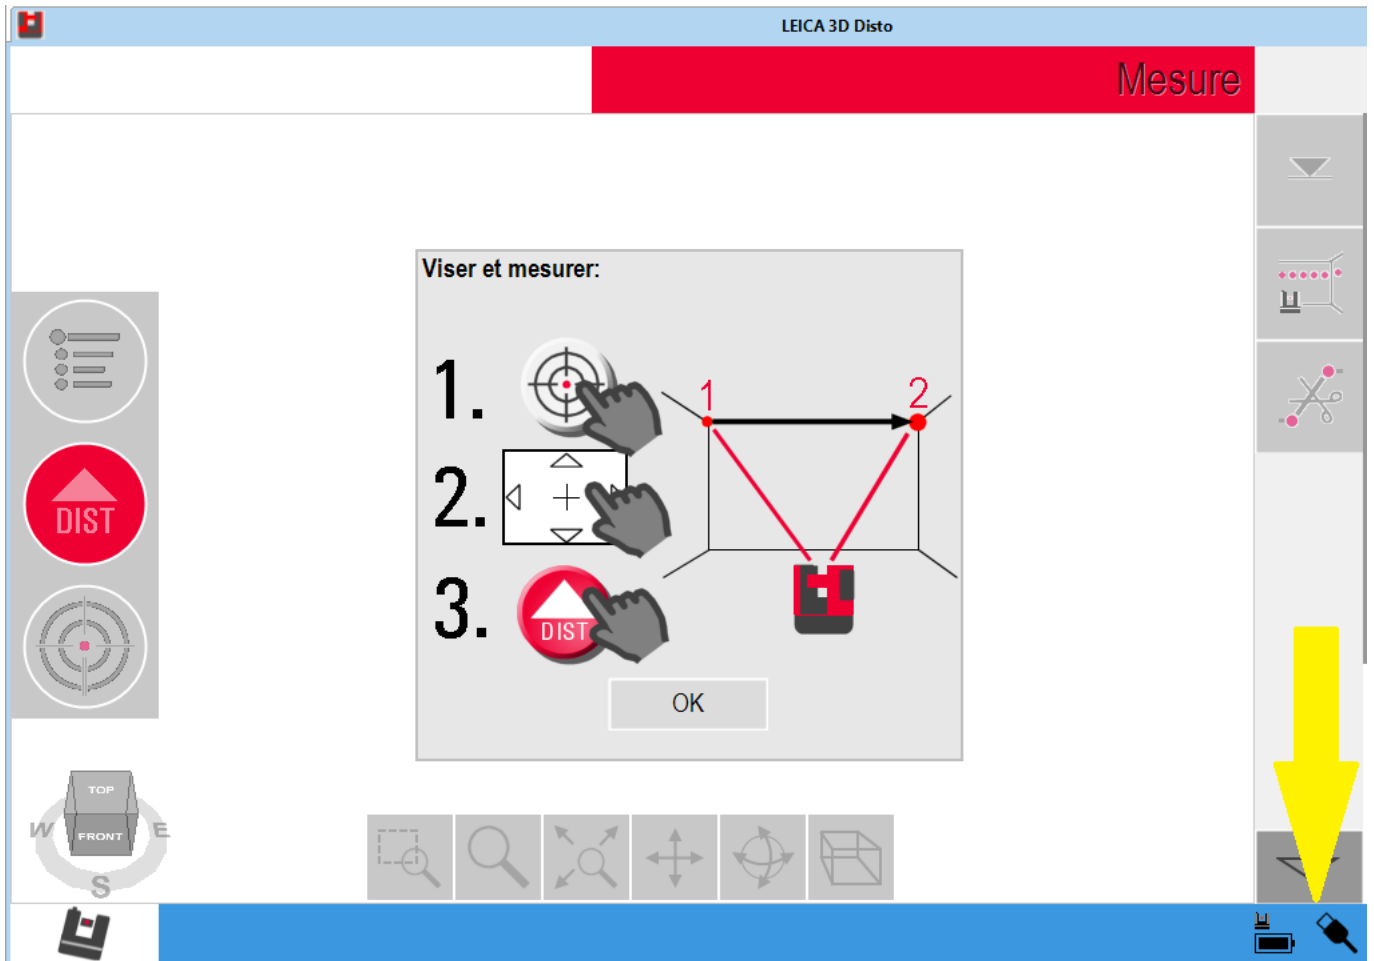 LEICA 3D Disto
Mesure
Viser et mesurer:
1.
1
2
2.
DIST
3.
DIST
OK
TOP
W
FRONT
E
S